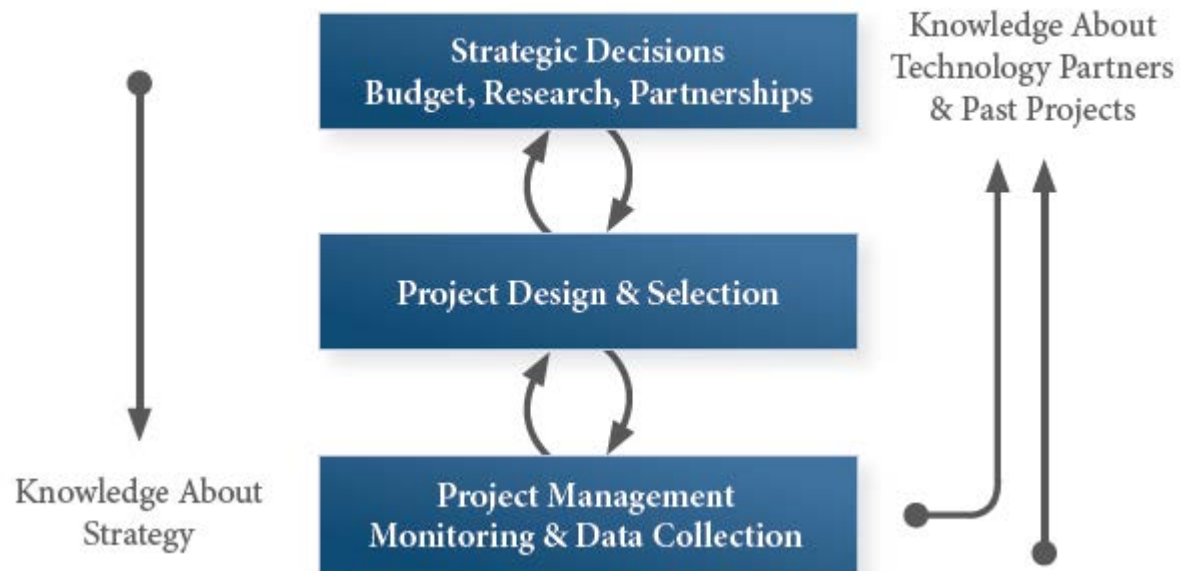 Strategic Decisions
Budget, Research, Partnerships
Knowledge About
Technology Partners
& Past Projects
Project Design & Selection
Knowledge About
Strategy
Project Management
Monitoring & Data Collection